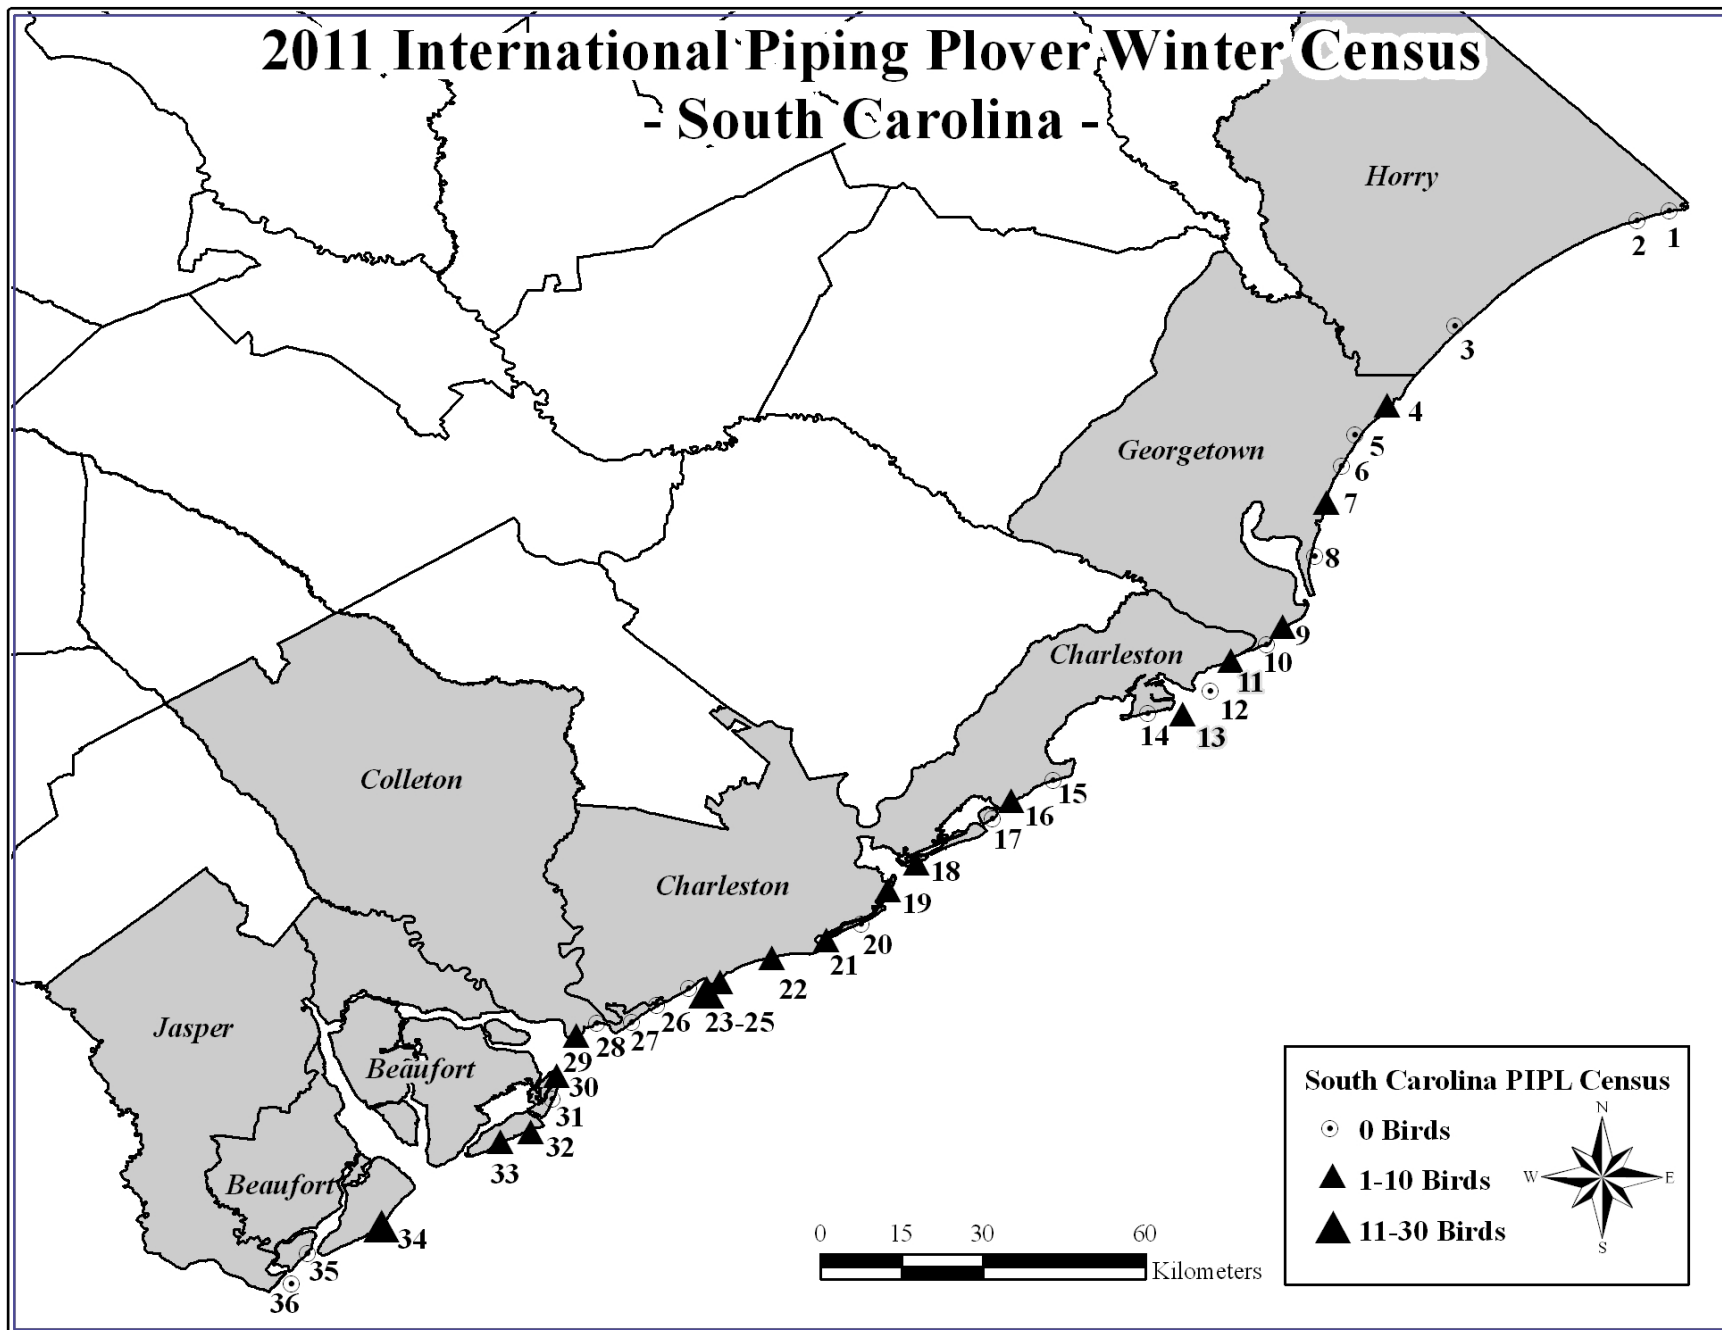 2011 International Piping Plover Winter Census
- South Carolina -
Horry
1
2
3
4
Georgetown
5
6
7
8
9
10
Charleston
11
12
13
14
Colleton
15
16
17
18
Charleston
19
20
21
22
23-25
26
27
28
29
Jasper
Beaufort
30
31
32
33
Beaufort
34
35
36
South Carolina PIPL Census
0 Birds
1-10 Birds
11-30 Birds
N
W
E
S
0 15 30 60
Kilometers